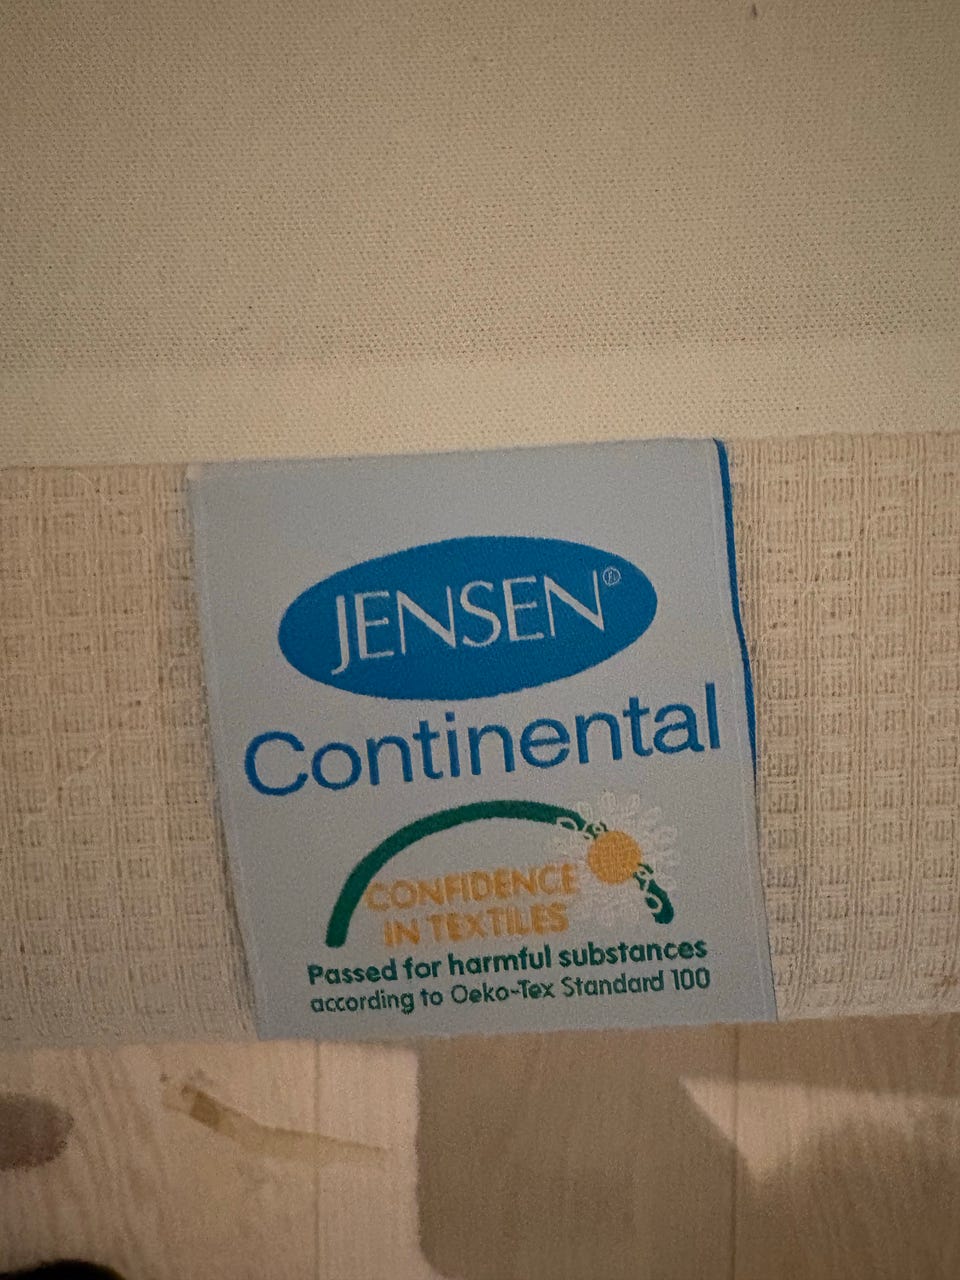 JENSEN®
Continental
CONFIDENCE
IN TEXTILES
Passed for harmful substances
according to Oeko-Tex Standard 100